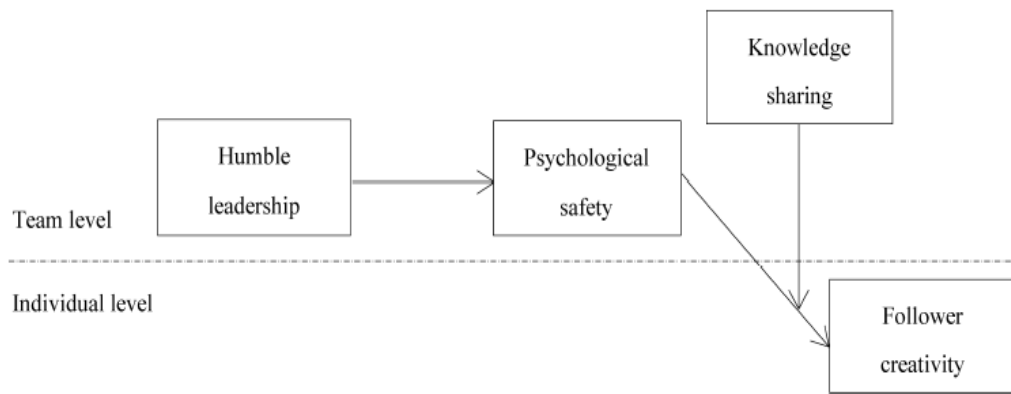 Knowledge
sharing
Humble
leadership
Psychological
safety
Team level
Individual level
Follower
creativity